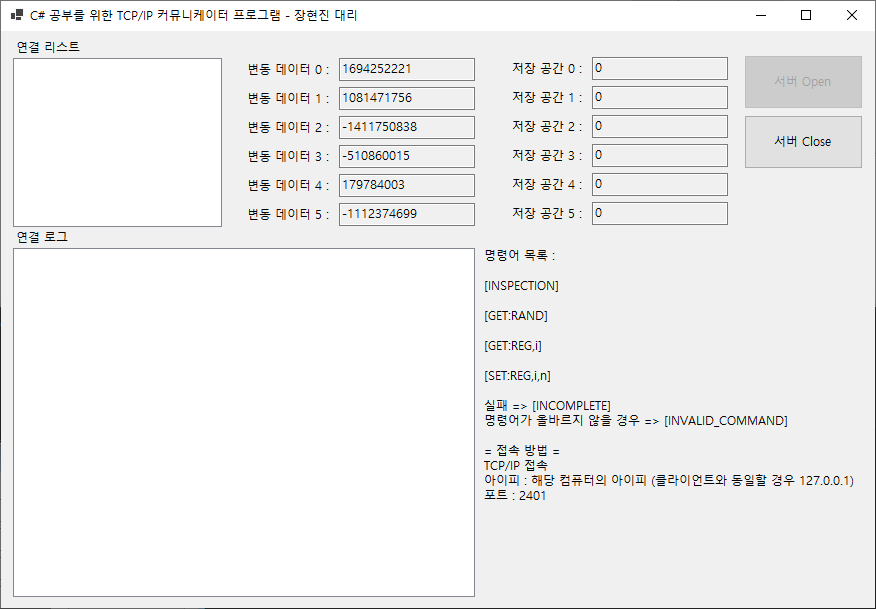 C# 공부를 위한 TCP/IP 커뮤니케이터 프로그램 - 장현진 대리
연결 리스트
변동 데이터 0 : 1694252221
변동 데이터 1 : 1081471756
변동 데이터 2 : -1411750838
변동 데이터 3 : -510860015
변동 데이터 4 : 179784003
변동 데이터 5 : -1112374699
저장 공간 0 : 0
저장 공간 1 : 0
저장 공간 2 : 0
저장 공간 3 : 0
저장 공간 4 : 0
저장 공간 5 : 0
서버 Open
서버 Close
연결 로그
명령어 목록 :
[INSPECTION]
[GET:RAND]
[GET:REG,i]
[SET:REG,i,n]
실패 => [INCOMPLETE]
명령어가 올바르지 않을 경우 => [INVALID_COMMAND]
= 접속 방법 =
TCP/IP 접속
아이피 : 해당 컴퓨터의 아이피 (클라이언트와 동일할 경우 127.0.0.1)
포트 : 2401